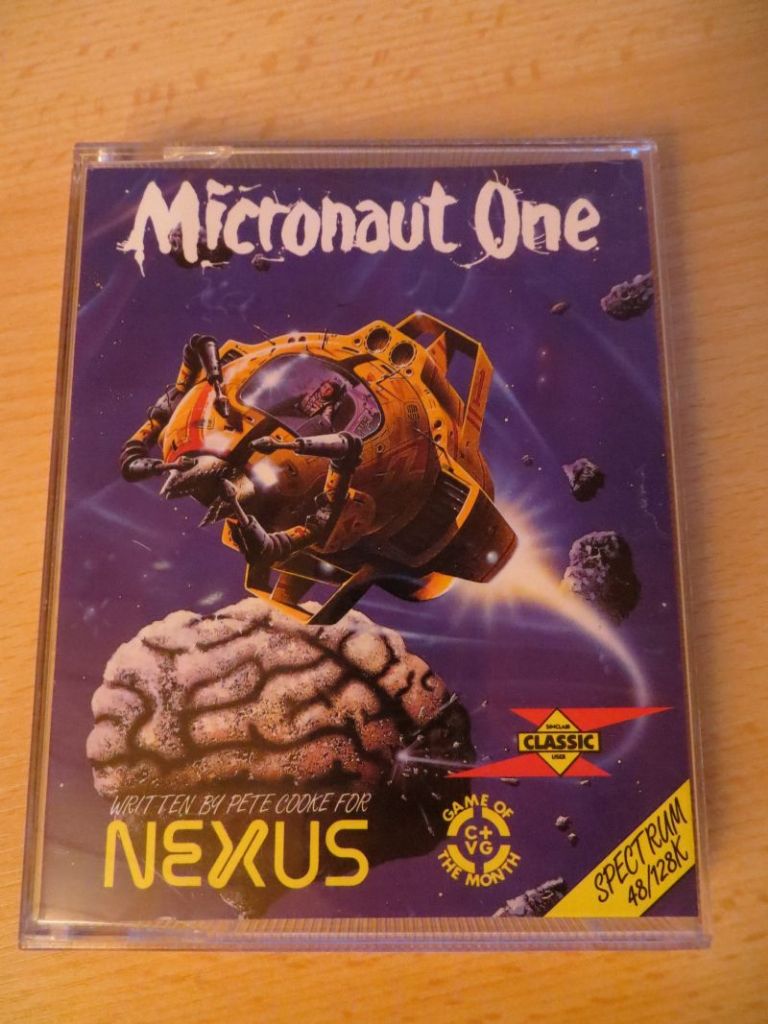 Micronaut One
SINCLAIR
CLASSIC
USER
WRITTEN BY PETE COOKE FOR
NEXUS
GAME OF
C+
VG
THE MONTH
SPECTRUM
48/128K